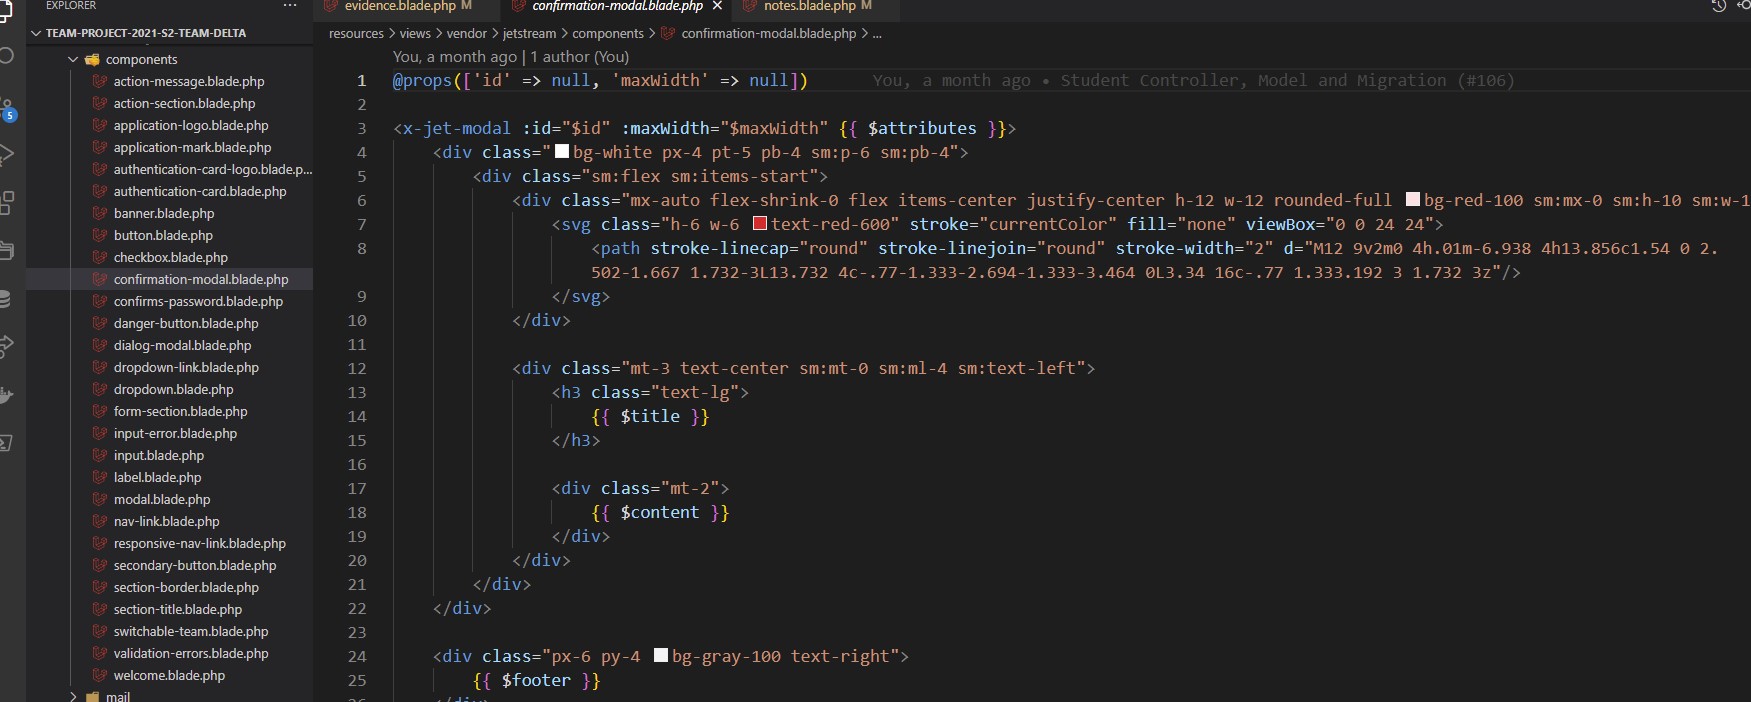 EXPLORER
TEAM-PROJECT-2021-S2-TEAM-DELTA
components
action-message.blade.php
action-section.blade.php
application-logo.blade.php
application-mark.blade.php
authentication-card-logo.blade.p...
authentication-card.blade.php
banner.blade.php
button.blade.php
checkbox.blade.php
confirmation-modal.blade.php
confirms-password.blade.php
danger-button.blade.php
dialog-modal.blade.php
dropdown-link.blade.php
dropdown.blade.php
form-section.blade.php
input-error.blade.php
input.blade.php
label.blade.php
modal.blade.php
nav-link.blade.php
responsive-nav-link.blade.php
secondary-button.blade.php
section-border.blade.php
section-title.blade.php
switchable-team.blade.php
validation-errors.blade.php
welcome.blade.php
mail
5
evidence.blade.php M confirmation-modal.blade.php × notes.blade.php M
resources > views > vendor > jetstream > components > confirmation-modal.blade.php > ...
You, a month ago | 1 author (You)
1 @props(['id' => null, 'maxWidth' => null]) You, a month ago • Student Controller, Model and Migration (#106)
2
3 <x-jet-modal :id="$id" :maxWidth="$maxWidth" {{ $attributes }}>
4 <div class="bg-white px-4 pt-5 pb-4 sm:p-6 sm:pb-4">
5 <div class="sm:flex sm:items-start">
6 <div class="mx-auto flex-shrink-0 flex items-center justify-center h-12 w-12 rounded-full bg-red-100 sm:mx-0 sm:h-10 sm:w-1
7 <svg class="h-6 w-6 text-red-600" stroke="currentColor" fill="none" viewBox="0 0 24 24">
8 <path stroke-linecap="round" stroke-linejoin="round" stroke-width="2" d="M12 9v2m0 4h.01m-6.938 4h13.856c1.54 0 2.
502-1.667 1.732-3L13.732 4c-.77-1.333-2.694-1.333-3.464 0L3.34 16c-.77 1.333.192 3 1.732 3z"/>
9 </svg>
10 </div>
11
12 <div class="mt-3 text-center sm:mt-0 sm:ml-4 sm:text-left">
13 <h3 class="text-lg">
14 {{ $title }}
15 </h3>
16
17 <div class="mt-2">
18 {{ $content }}
19 </div>
20 </div>
21 </div>
22 </div>
23
24 <div class="px-6 py-4 bg-gray-100 text-right">
25 {{ $footer }}